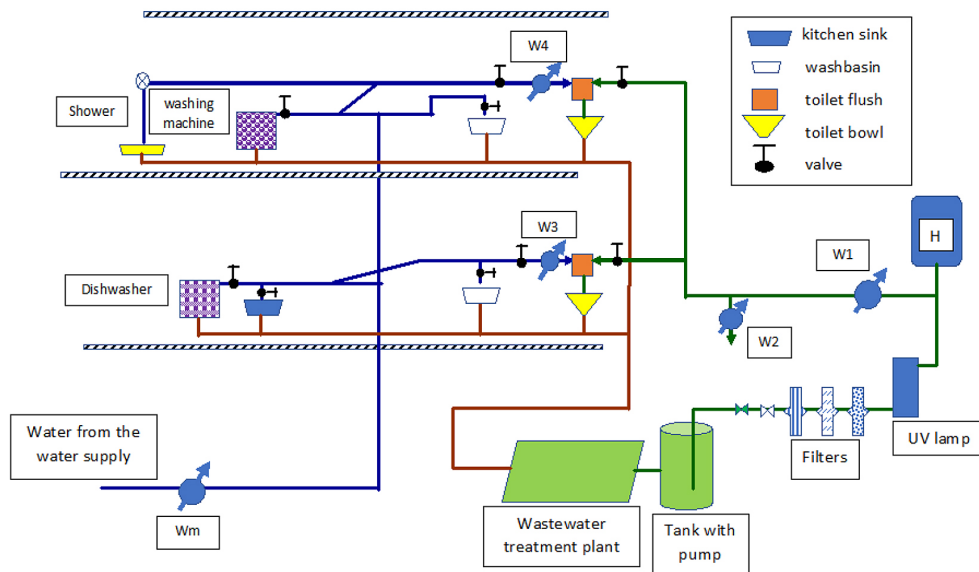 W4
kitchen sink
washbasin
toilet flush
toilet bowl
valve
Shower
washing
machine
H
W3
W1
Dishwasher
W2
Water from the
water supply
Filters
UV lamp
Wm
Wastewater
treatment plant
Tank with
pump